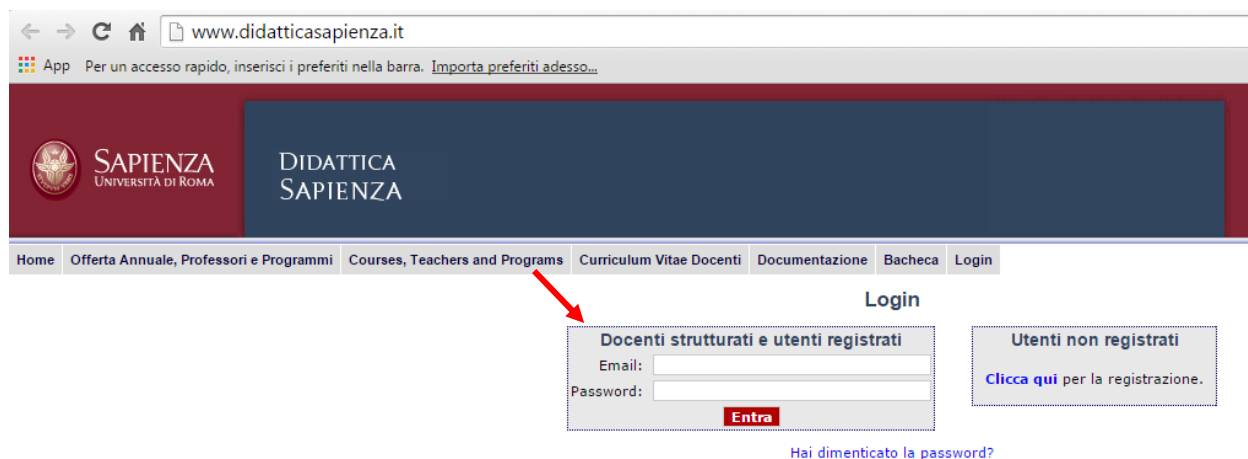 www.didatticasapienza.it
App Per un accesso rapido, inserisci i preferiti nella barra. Importa preferiti adesso...
SAPIENZA
UNIVERSITÀ DI ROMA
DIDATTICA
SAPIENZA
Home Offerta Annuale, Professori e Programmi Courses, Teachers and Programs Curriculum Vitae Docenti Documentazione Bacheca Login
Login
Docenti strutturati e utenti registrati
Email:
Password:
Entra
Utenti non registrati
Clicca qui per la registrazione.
Hai dimenticato la password?